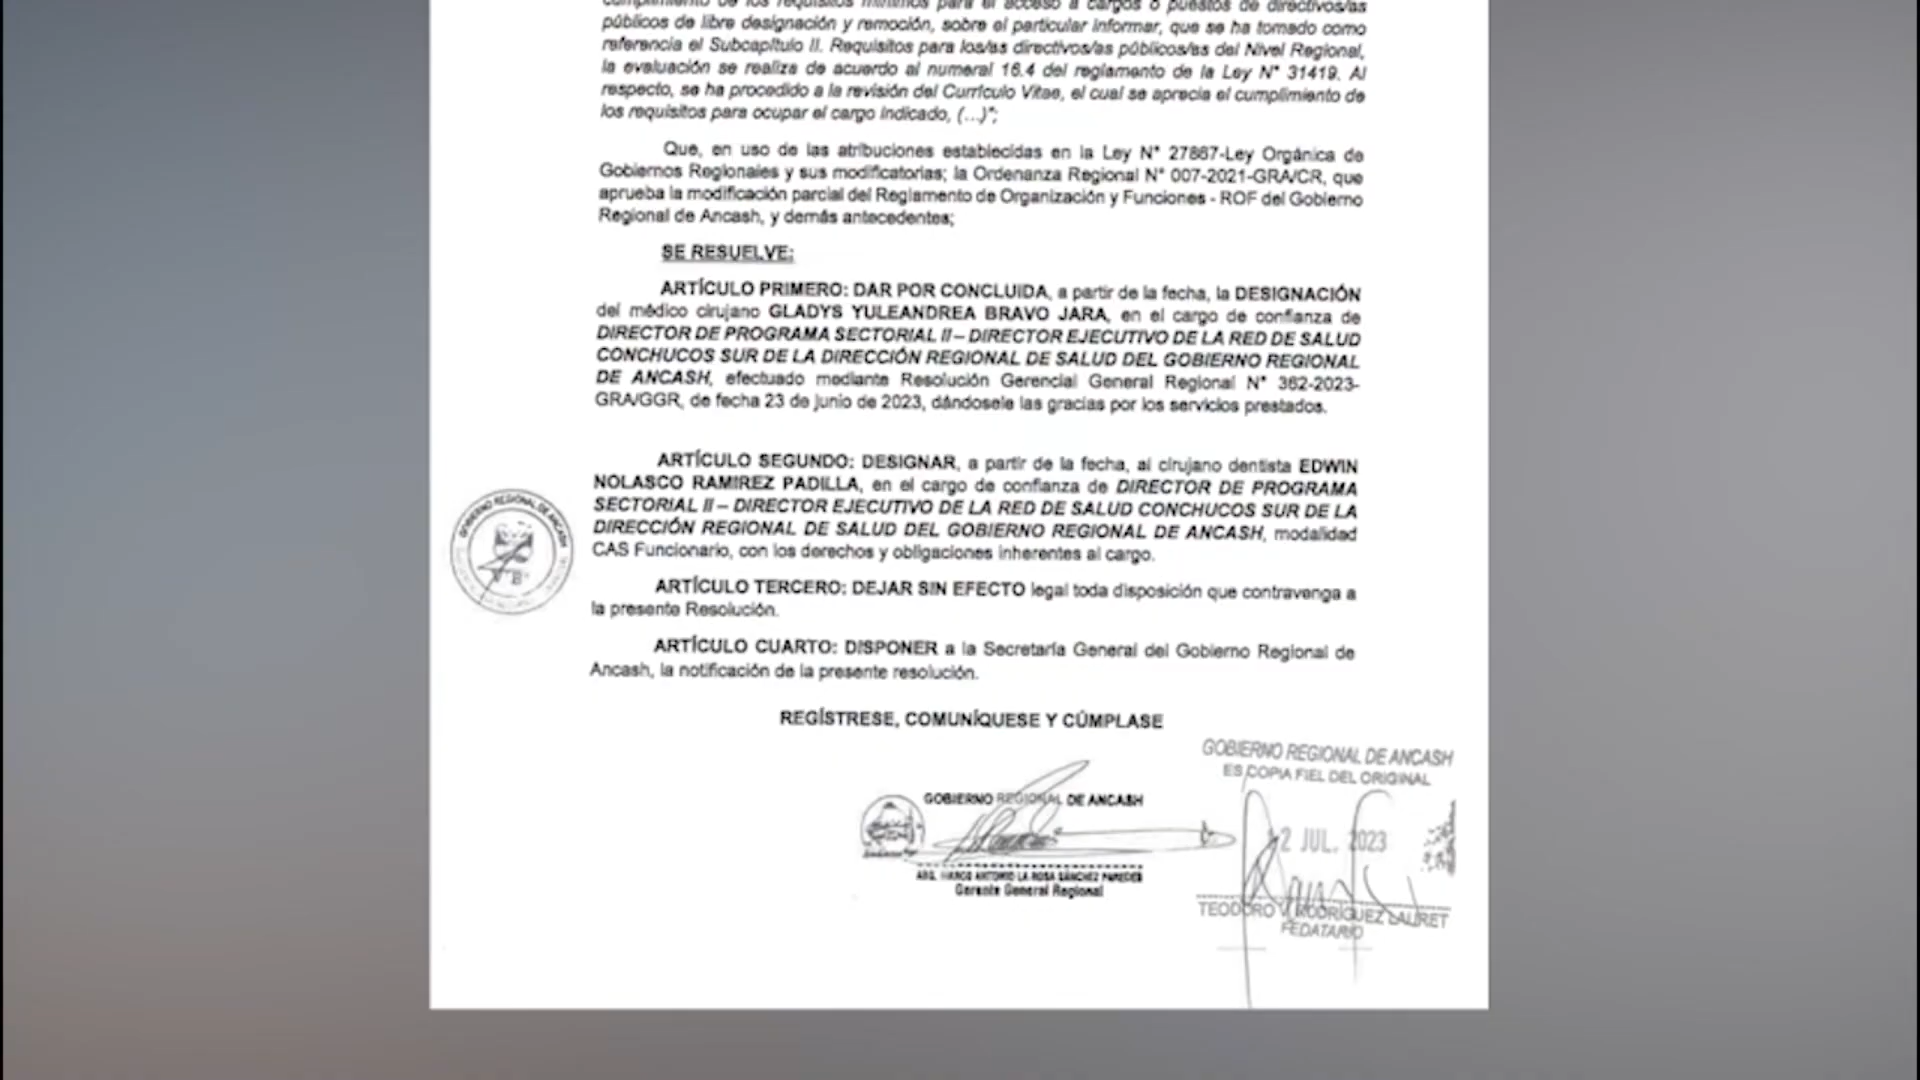 cumplimiento de los requisitos mínimos para el acceso a cargos o puestos de directivos/as
públicos de libre designación y remoción, sobre el particular informar, que se ha tomado como
referencia el Subcapítulo II. Requisitos para los/as directivos/as públicos/as del Nivel Regional,
la evaluación se realiza de acuerdo al numeral 16.4 del reglamento de la Ley N° 31419. Al
respecto, se ha procedido a la revisión del Currículo Vitae, el cual se aprecia el cumplimiento de
los requisitos para ocupar el cargo indicado, (...)";
Que, en uso de las atribuciones establecidas en la Ley N° 27867-Ley Orgánica de
Gobiernos Regionales y sus modificatorias; la Ordenanza Regional N° 007-2021-GRA/CR, que
aprueba la modificación parcial del Reglamento de Organización y Funciones - ROF del Gobierno
Regional de Ancash, y demás antecedentes;
SE RESUELVE:
ARTÍCULO PRIMERO: DAR POR CONCLUIDA, a partir de la fecha, la DESIGNACIÓN
del médico cirujano GLADYS YULEANDREA BRAVO JARA, en el cargo de confianza de
DIRECTOR DE PROGRAMA SECTORIAL II – DIRECTOR EJECUTIVO DE LA RED DE SALUD
CONCHUCOS SUR DE LA DIRECCIÓN REGIONAL DE SALUD DEL GOBIERNO REGIONAL
DE ANCASH, efectuado mediante Resolución Gerencial General Regional N° 362-2023-
GRA/GGR, de fecha 23 de junio de 2023, dándosele las gracias por los servicios prestados.
ARTÍCULO SEGUNDO: DESIGNAR, a partir de la fecha, al cirujano dentista EDWIN
NOLASCO RAMIREZ PADILLA, en el cargo de confianza de DIRECTOR DE PROGRAMA
SECTORIAL II – DIRECTOR EJECUTIVO DE LA RED DE SALUD CONCHUCOS SUR DE LA
DIRECCIÓN REGIONAL DE SALUD DEL GOBIERNO REGIONAL DE ANCASH, modalidad
CAS Funcionario, con los derechos y obligaciones inherentes al cargo.
GOBIERNO REGIONAL DE ANCASH
ARTÍCULO TERCERO: DEJAR SIN EFECTO legal toda disposición que contravenga a
la presente Resolución.
ARTÍCULO CUARTO: DISPONER a la Secretaría General del Gobierno Regional de
Ancash, la notificación de la presente resolución.
REGÍSTRESE, COMUNÍQUESE Y CÚMPLASE
GOBIERNO REGIONAL DE ANCASH
ES COPIA FIEL DEL ORIGINAL
GOBIERNO REGIONAL DE ANCASH
2 JUL. 2023
ABG. MARCO ANTONIO LA ROSA SÁNCHEZ PAREDES
Gerente General Regional
TEODORO V. RODRÍGUEZ LAURET
FEDATARIO